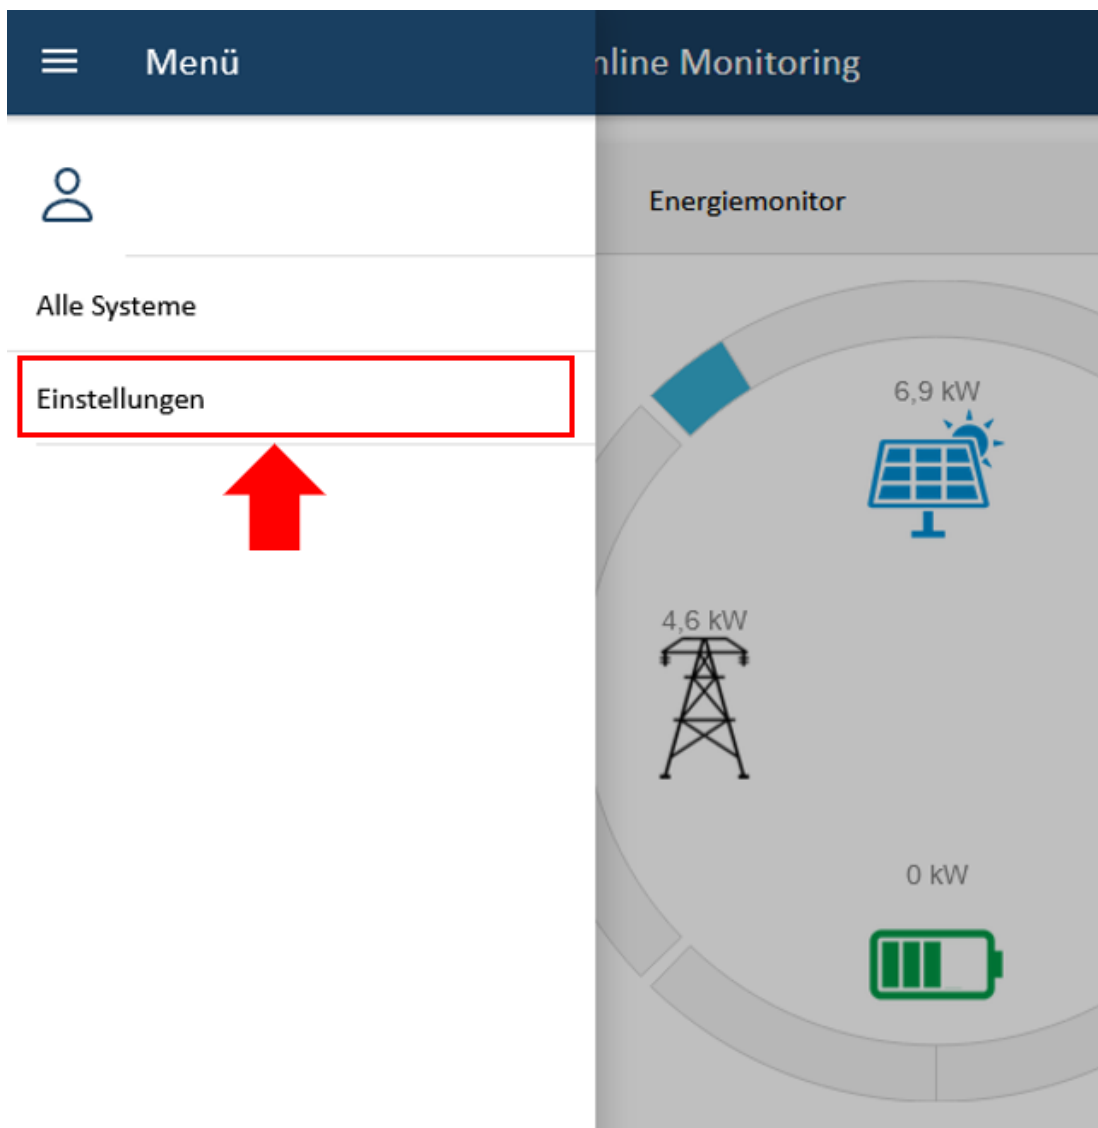 Menü
nline Monitoring
Energiemonitor
Alle Systeme
Einstellungen
6,9 kW
4,6 kW
0 kW